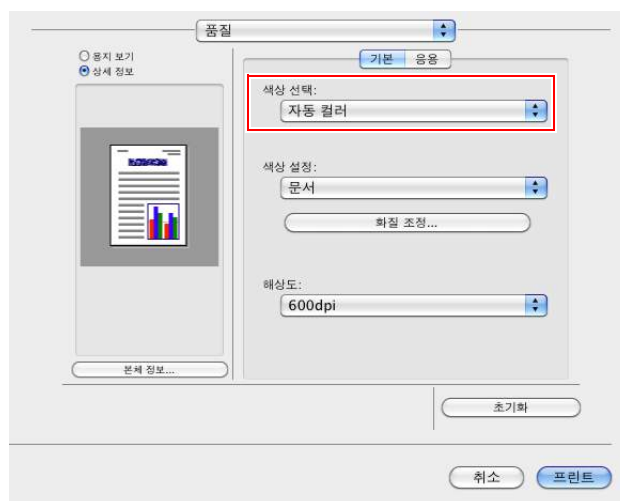 품질
용지 보기
상세 정보
기본 응용
색상 선택:
자동 컬러
색상 설정:
문서
화질 조정...
해상도:
600dpi
본체 정보...
초기화
취소 프린트